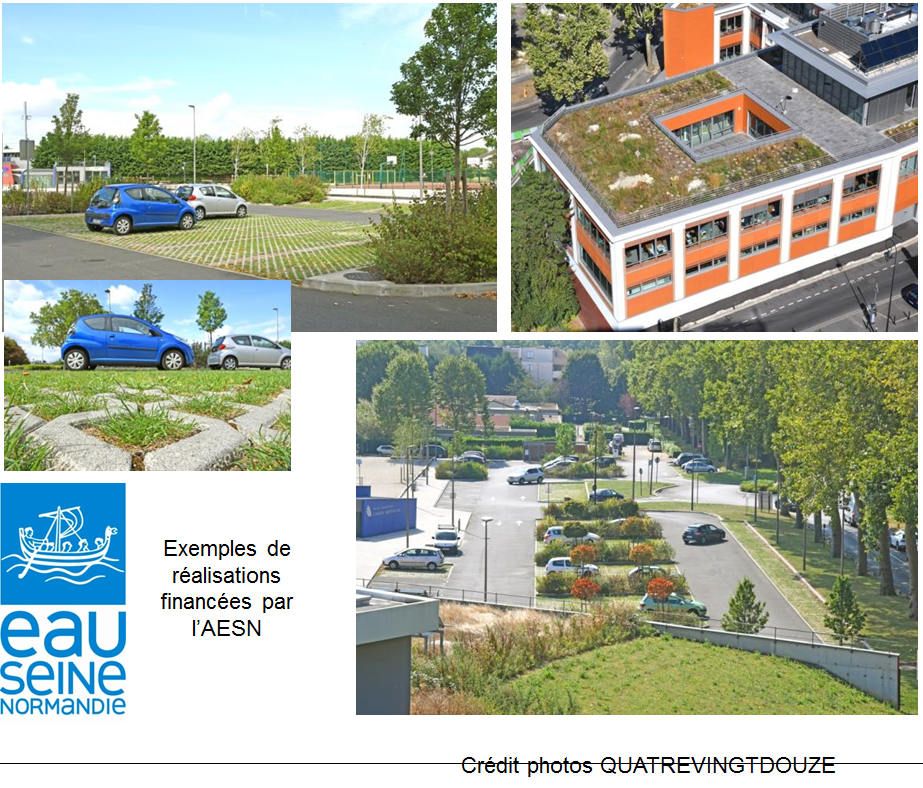 eau
SEINE
NORMANDIE
Exemples de
réalisations
financées par
l’AESN
Crédit photos QUATREVINGTDOUZE